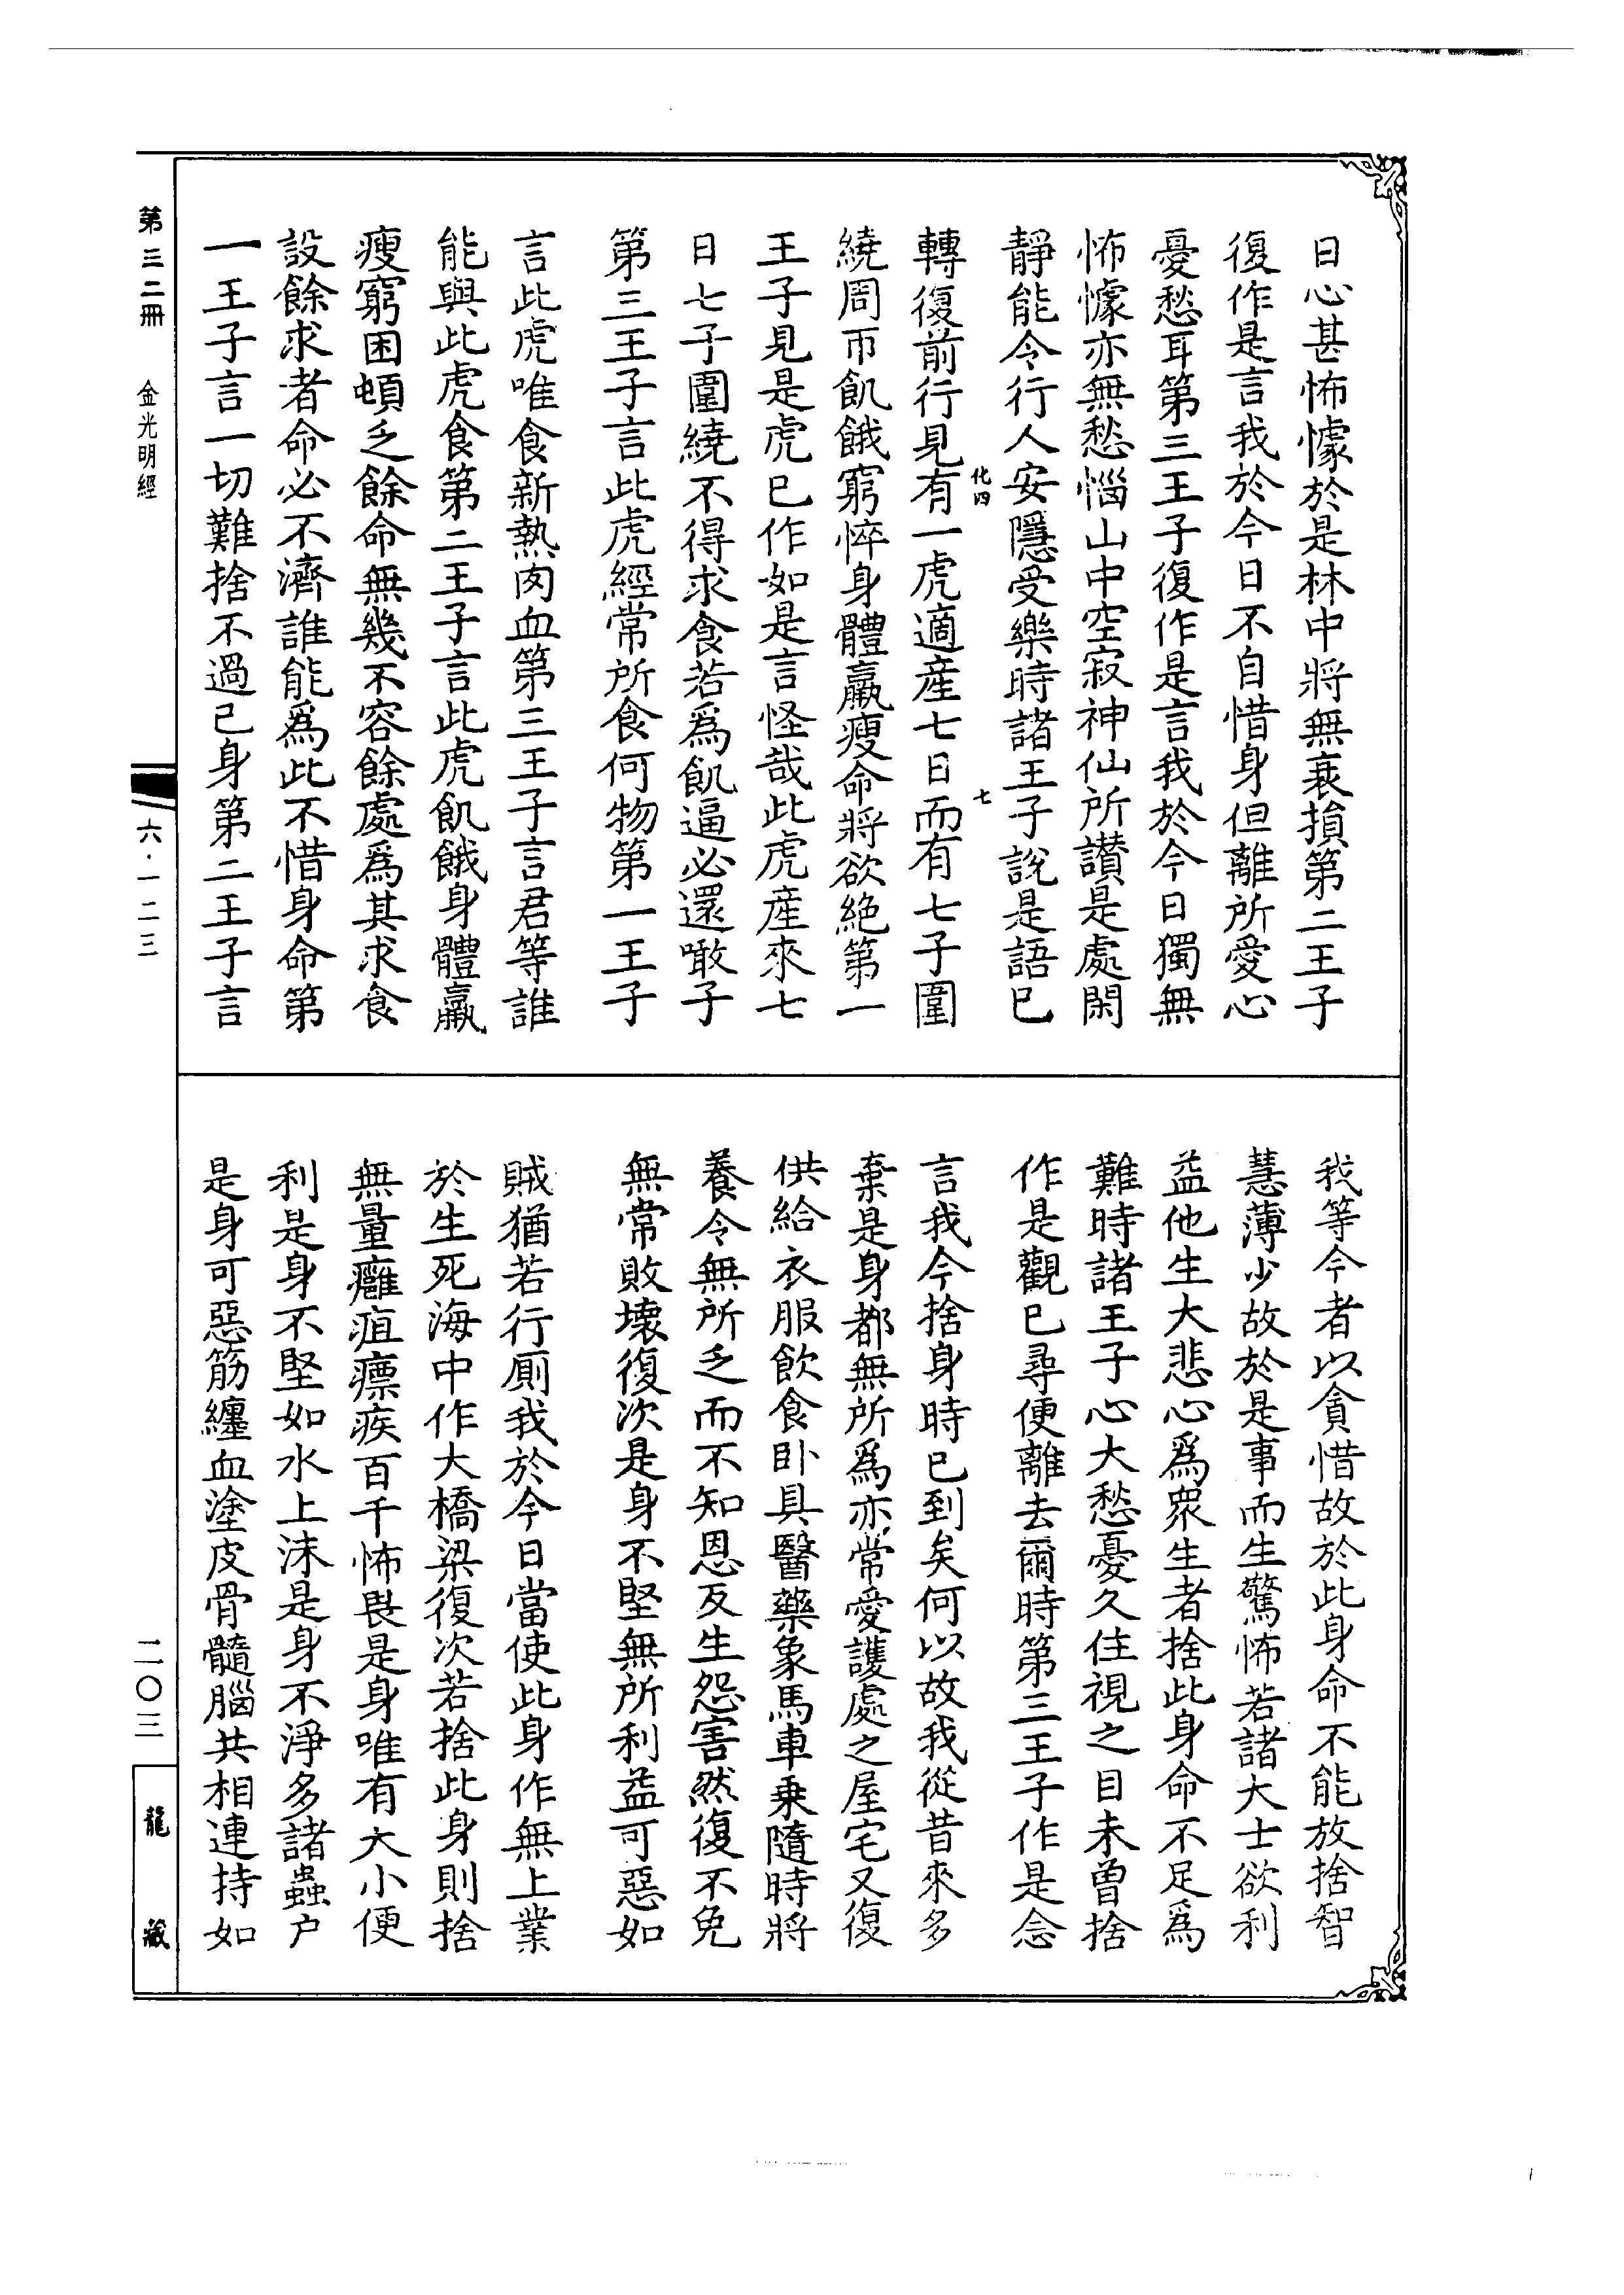 日心甚怖懅於是林中將無衰損第二王子
復作是言我於今日不自惜身但離所愛心
憂愁耳第三王子復作是言我於今日獨無
怖懅亦無愁惱山中空寂神仙所讚是處閑
靜能令行人安隱受樂時諸王子說是語已
化四
七
轉復前行見有一虎適產七日而有七子圍
繞周帀飢餓窮悴身體羸瘦命將欲絕第一
王子見是虎已作如是言怪哉此虎產來七
日七子圍繞不得求食若為飢逼必還噉子
第三王子言此虎經常所食何物第一王子
言此虎唯食新熱肉血第三王子言君等誰
能與此虎食第二王子言此虎飢餓身體羸
瘦窮困頓乏餘命無幾不容餘處為其求食
設餘求者命必不濟誰能為此不惜身命第
一王子言一切難捨不過己身第二王子言
我等今者以貪惜故於此身命不能放捨智
慧薄少故於是事而生驚怖若諸大士欲利
益他生大悲心為眾生者捨此身命不足為
難時諸王子心大愁憂久住視之目未曾捨
作是觀已尋便離去爾時第三王子作是念
言我今捨身時已到矣何以故我從昔來多
棄是身都無所為亦常愛護處之屋宅又復
供給衣服飲食臥具醫藥象馬車乘隨時將
養令無所乏而不知恩反生怨害然復不免
無常敗壞復次是身不堅無所利益可惡如
賊猶若行廁我於今日當使此身作無上業
於生死海中作大橋梁復次若捨此身則捨
無量癰疽瘭疾百千怖畏是身唯有大小便
利是身不堅如水上沫是身不淨多諸蟲户
是身可惡筋纏血塗皮骨髓腦共相連持如
第三二冊
金光明經
六·一二三
二〇三
龍藏